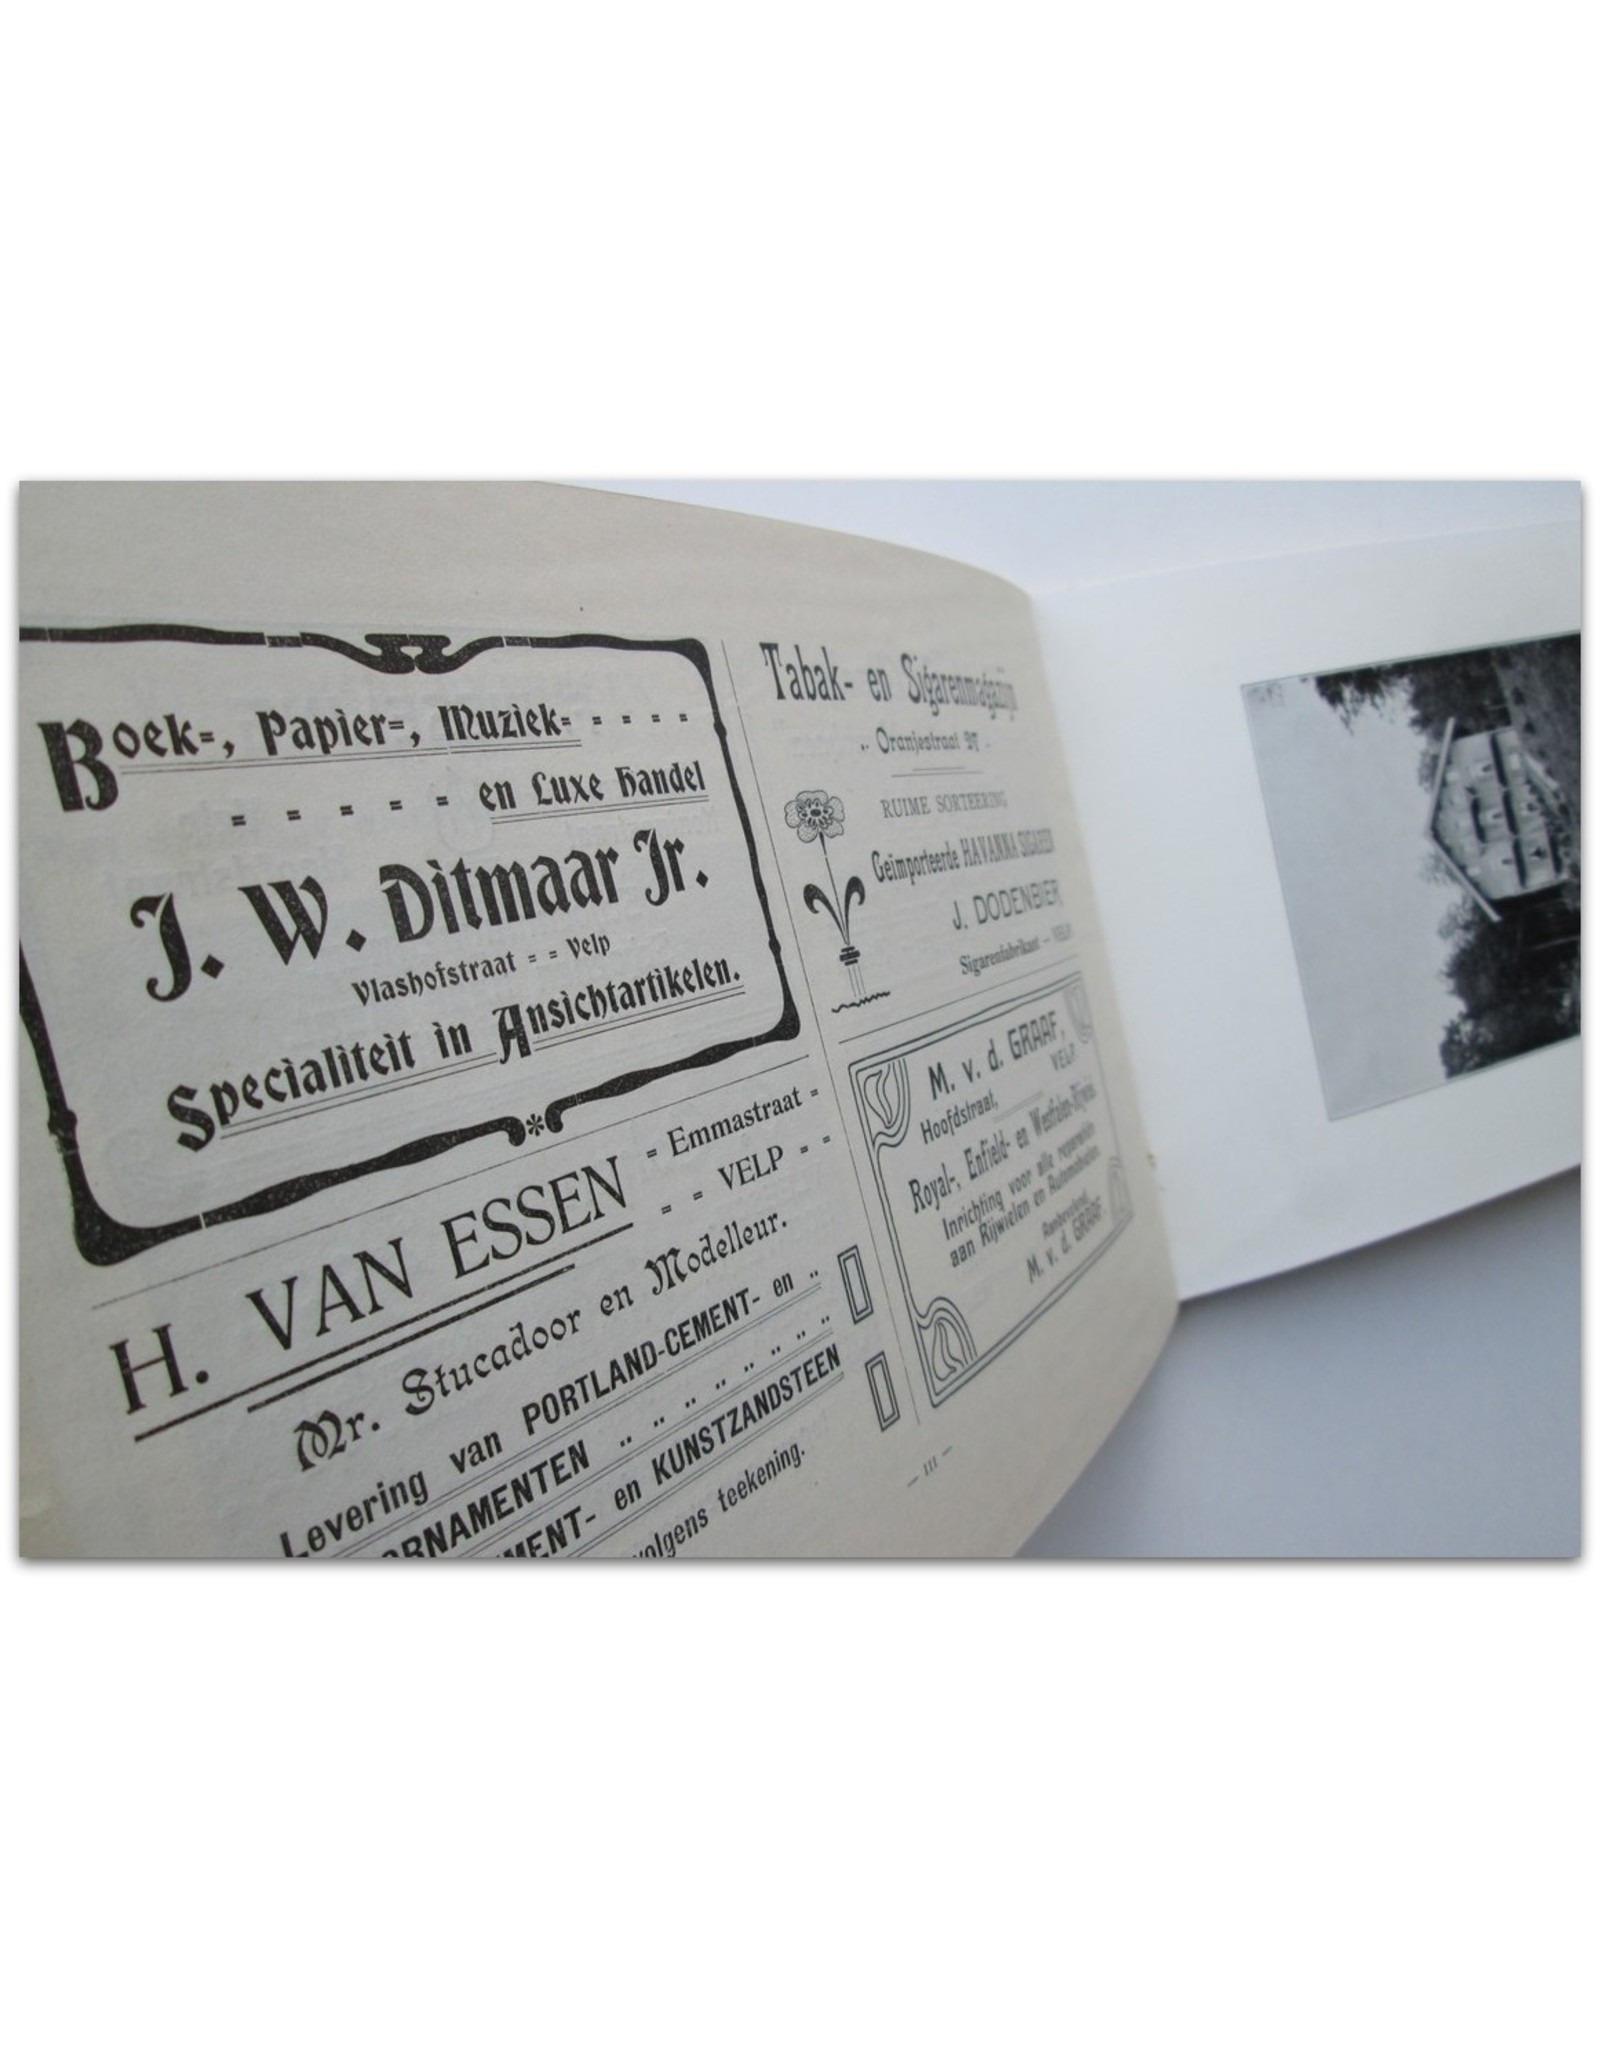 Boek=, Papier=, Muziek= = = = =
= = = = = en Luxe Handel
J. W. Ditmaar Jr.
Vlashofstraat = = Velp
Specialiteit in Ansichtartikelen.
H. VAN ESSEN
= Emmastraat =
= = VELP = =
Mr. Stucadoor en Modelleur.
Levering van PORTLAND-CEMENT- en
ORNAMENTEN
MENT- en KUNSTZANDSTEEN
volgens teekening.
Tabak- en Sigarenmagazijn
Oranjestraat
RUIME SORTEERING
Geïmporteerde HAVANNA SIGAREN
J. DODENBIER,
Sigarenfabrikant — VELP
M. v. d. GRAAF,
Hoofdstraat, VELP.
Royal-, Enfield- en Westfalen-Rijwiel
Inrichting voor alle reparatiën
aan Rijwielen en Automobielen.
Aanbevelend,
M. v. d. GRAAF.
— III —